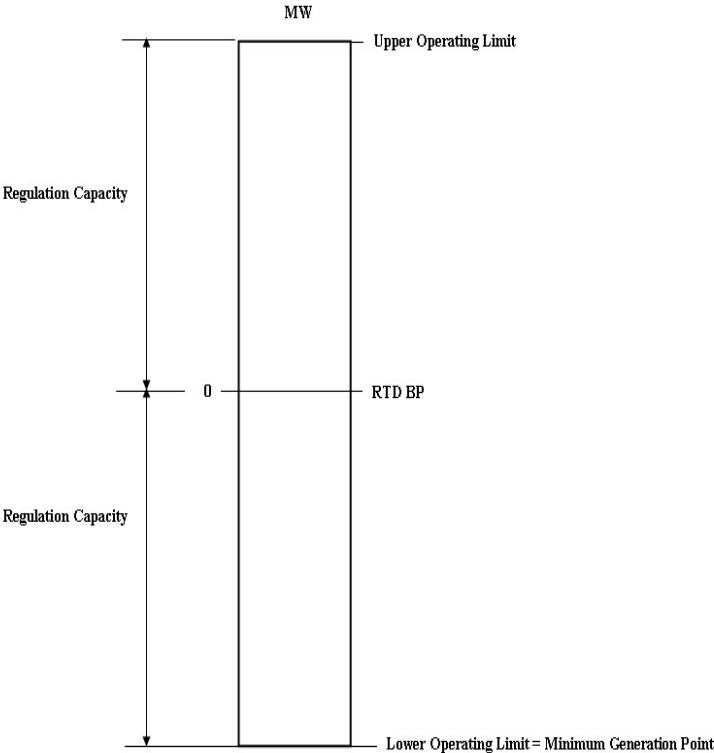 MW
Upper Operating Limit
Regulation Capacity
0 RTD BP
Regulation Capacity
Lower Operating Limit = Minimum Generation Point